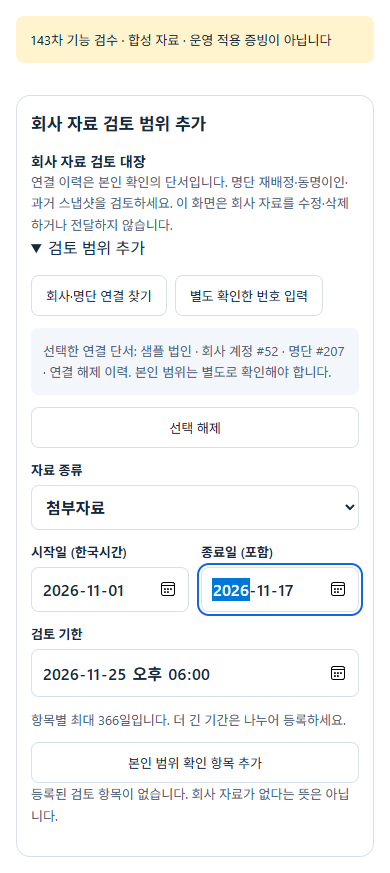 143차 기능 검수 · 합성 자료 · 운영 적용 증빙이 아닙니다
회사 자료 검토 범위 추가
회사 자료 검토 대장
연결 이력은 본인 확인의 단서입니다. 명단 재배정·동명이인·
과거 스냅샷을 검토하세요. 이 화면은 회사 자료를 수정·삭제
하거나 전달하지 않습니다.
▼ 검토 범위 추가
회사·명단 연결 찾기
별도 확인한 번호 입력
선택한 연결 단서: 샘플 법인 · 회사 계정 #52 · 명단 #207
· 연결 해제 이력. 본인 범위는 별도로 확인해야 합니다.
선택 해제
자료 종류
첨부자료
시작일 (한국시간)
종료일 (포함)
2026-11-01
2026-11-17
검토 기한
2026-11-25 오후 06:00
항목별 최대 366일입니다. 더 긴 기간은 나누어 등록하세요.
본인 범위 확인 항목 추가
등록된 검토 항목이 없습니다. 회사 자료가 없다는 뜻은 아닙
니다.